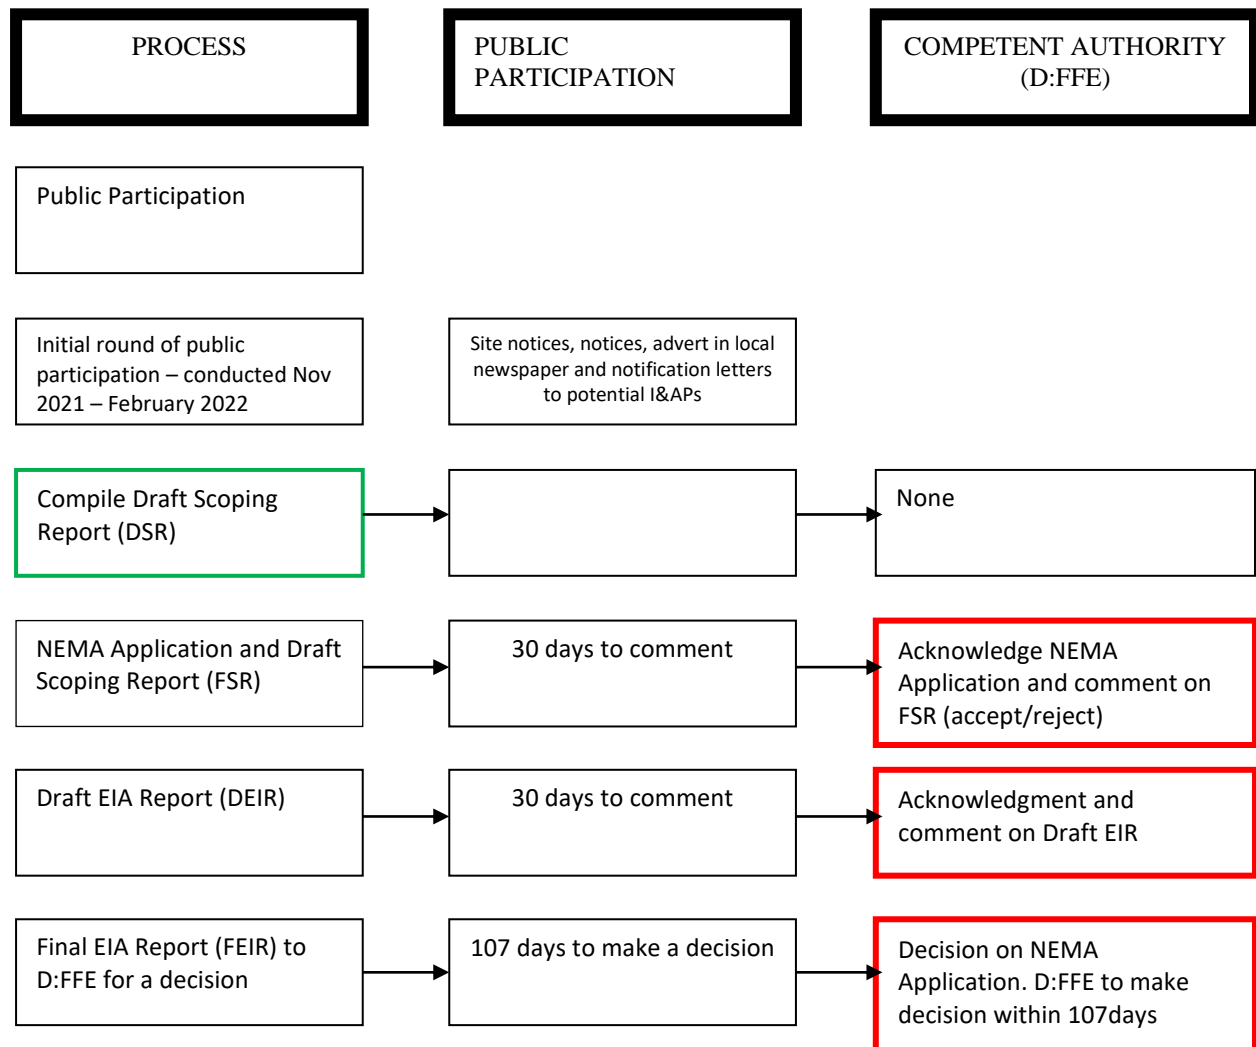 PROCESS
PUBLIC
PARTICIPATION
COMPETENT AUTHORITY
(D:FFE)
Public Participation
Initial round of public
participation – conducted Nov
2021 – February 2022
Site notices, notices, advert in local
newspaper and notification letters
to potential I&APs
Compile Draft Scoping
Report (DSR)
None
NEMA Application and Draft
Scoping Report (FSR)
30 days to comment
Acknowledge NEMA
Application and comment on
FSR (accept/reject)
Draft EIA Report (DEIR)
30 days to comment
Acknowledgment and
comment on Draft EIR
Final EIA Report (FEIR) to
D:FFE for a decision
107 days to make a decision
Decision on NEMA
Application. D:FFE to make
decision within 107days